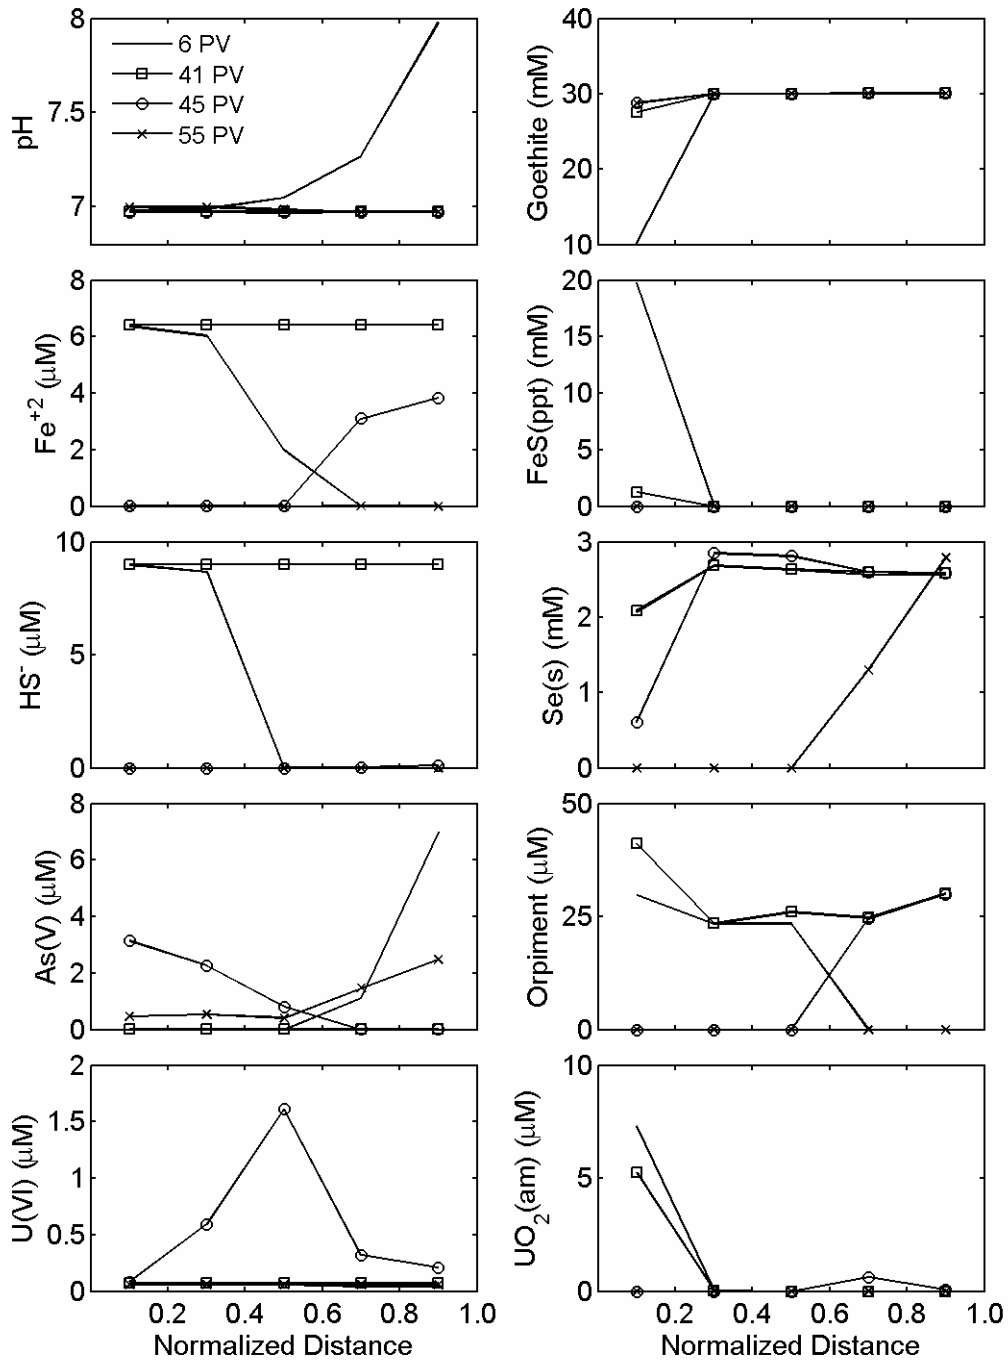 8
7.5
7
pH
6 PV
41 PV
45 PV
55 PV
40
30
20
10
Goethite (mM)
8
6
4
2
0
Fe+2 (μM)
20
15
10
5
0
FeS(ppt) (mM)
10
5
0
HS- (μM)
3
2
1
0
Se(s) (mM)
8
6
4
2
0
As(V) (μM)
50
25
0
Orpiment (μM)
2
1.5
1
0.5
0
U(VI) (μM)
0.2 0.4 0.6 0.8 1.0
Normalized Distance
10
5
0
UO2(am) (μM)
0.2 0.4 0.6 0.8 1.0
Normalized Distance